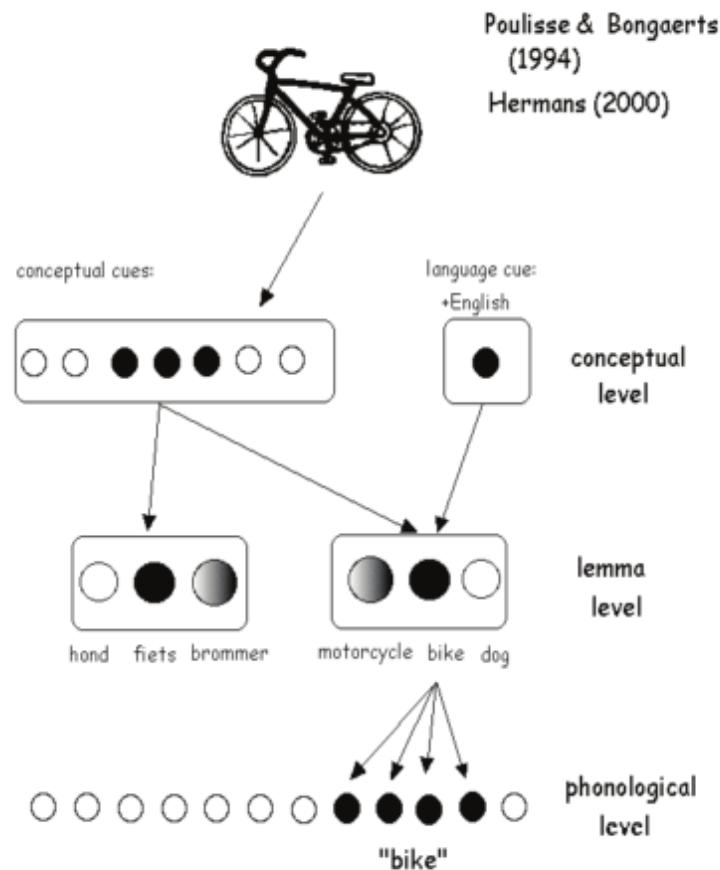 Poulisse & Bongaerts
(1994)
Hermans (2000)
conceptual cues:
language cue:
+English
conceptual
level
lemma
level
hond fiets brommer
motorcycle bike dog
phonological
level
"bike"